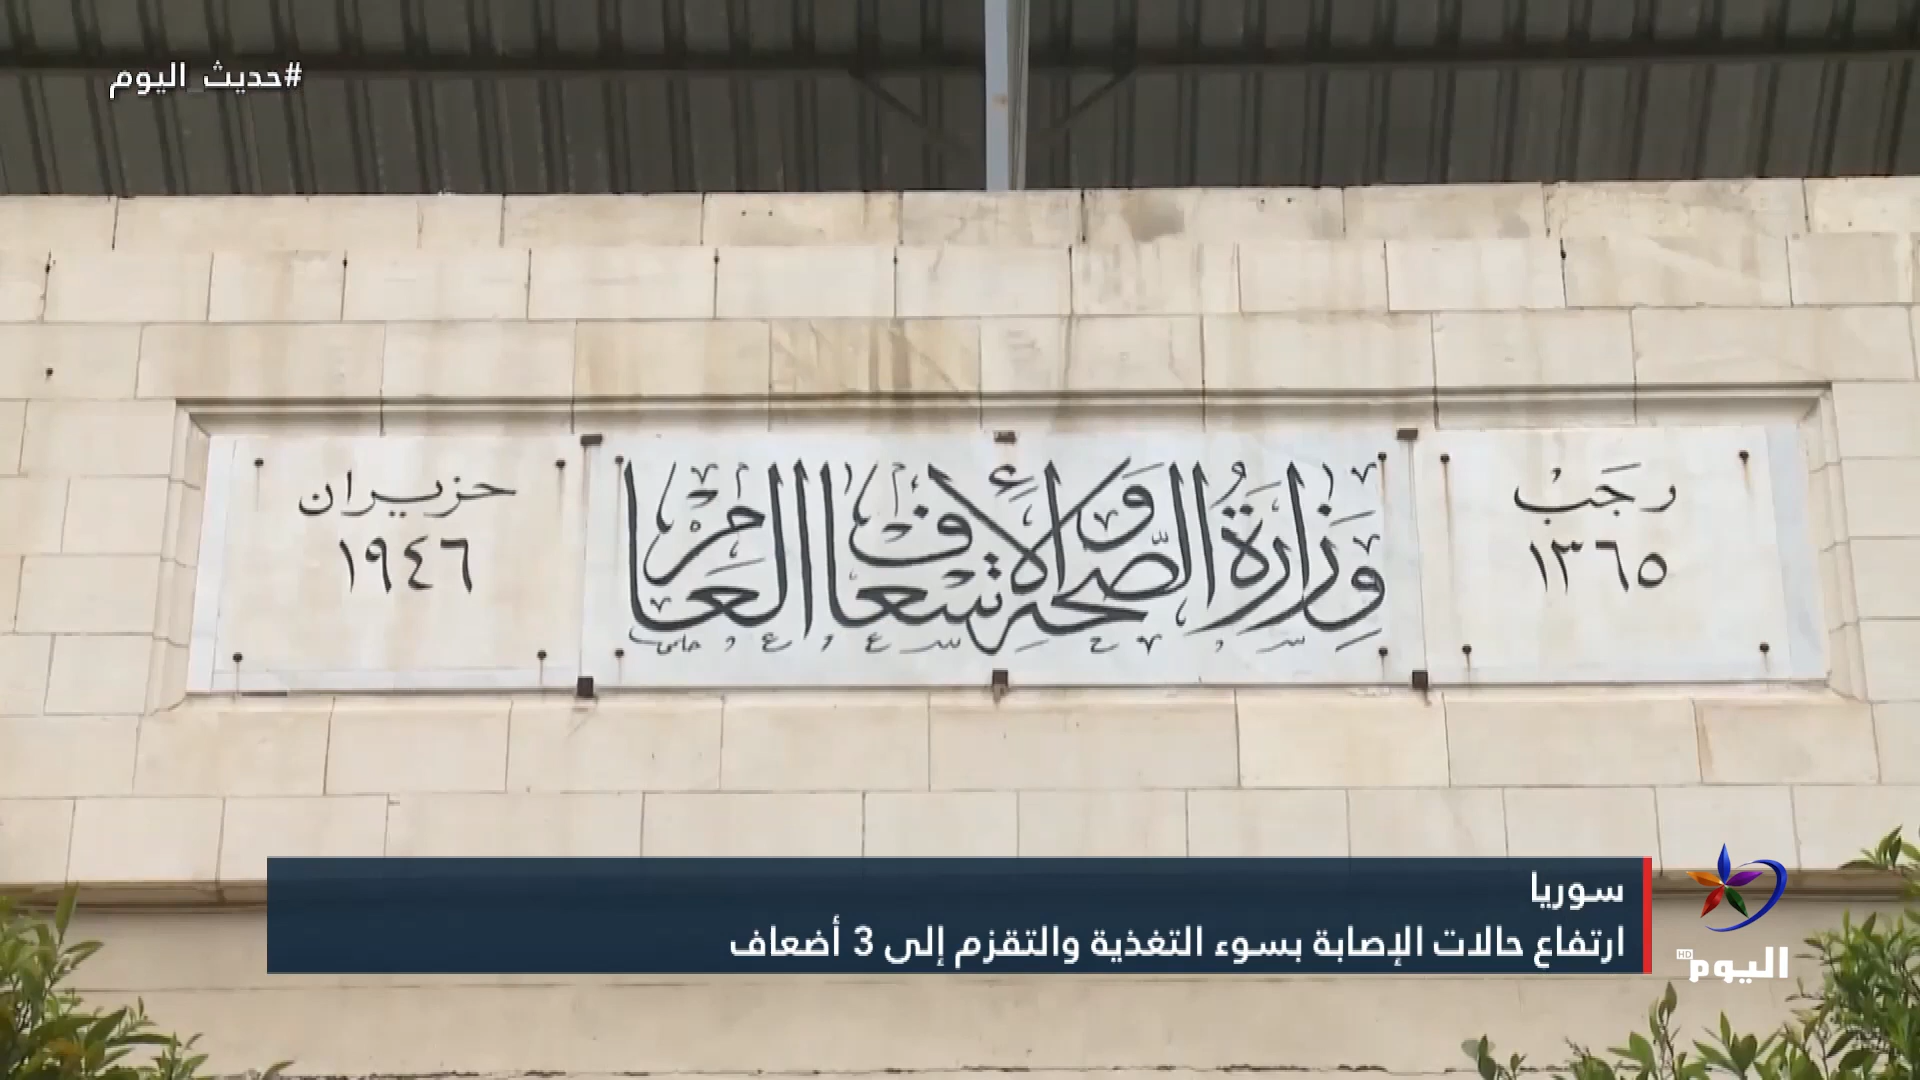 #حديث_اليوم
رجب
١٣٦٥
وزارة الصحة والإسعاف العام
حزيران
١٩٤٦
سوريا
ارتفاع حالات الإصابة بسوء التغذية والتقزم إلى 3 أضعاف
اليوم HD